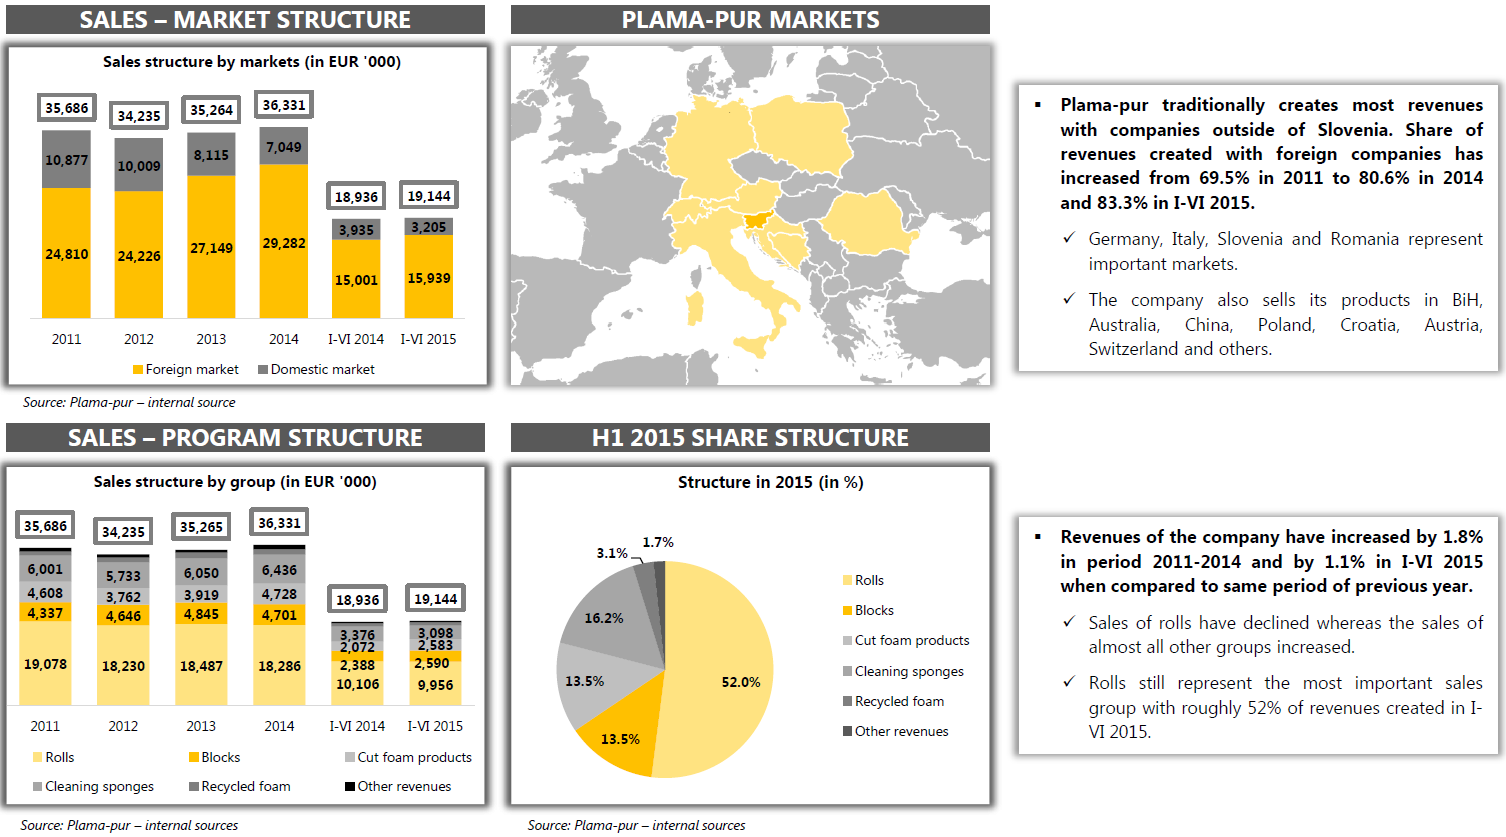 SALES – MARKET STRUCTURE
Sales structure by markets (in EUR '000)
35,686
34,235
35,264
36,331
18,936
19,144
10,877
10,009
8,115
7,049
3,935
3,205
24,810
24,226
27,149
29,282
15,001
15,939
2011
2012
2013
2014
I-VI 2014
I-VI 2015
Foreign market
Domestic market
Source: Plama-pur – internal source
PLAMA-PUR MARKETS
▪ Plama-pur traditionally creates most revenues
with companies outside of Slovenia. Share of
revenues created with foreign companies has
increased from 69.5% in 2011 to 80.6% in 2014
and 83.3% in I-VI 2015.
✓ Germany, Italy, Slovenia and Romania represent
important markets.
✓ The company also sells its products in BiH,
Australia, China, Poland, Croatia, Austria,
Switzerland and others.
SALES – PROGRAM STRUCTURE
Sales structure by group (in EUR '000)
35,686
34,235
35,265
36,331
18,936
19,144
6,001
5,733
6,050
6,436
3,376
3,098
4,608
3,762
3,919
4,728
2,072
2,583
4,337
4,646
4,845
4,701
2,388
2,590
19,078
18,230
18,487
18,286
10,106
9,956
2011
2012
2013
2014
I-VI 2014
I-VI 2015
Rolls
Blocks
Cut foam products
Cleaning sponges
Recycled foam
Other revenues
Source: Plama-pur – internal sources
H1 2015 SHARE STRUCTURE
Structure in 2015 (in %)
1.7%
3.1%
16.2%
13.5%
13.5%
52.0%
Rolls
Blocks
Cut foam products
Cleaning sponges
Recycled foam
Other revenues
Source: Plama-pur – internal sources
▪ Revenues of the company have increased by 1.8%
in period 2011-2014 and by 1.1% in I-VI 2015
when compared to same period of previous year.
✓ Sales of rolls have declined whereas the sales of
almost all other groups increased.
✓ Rolls still represent the most important sales
group with roughly 52% of revenues created in I-
VI 2015.